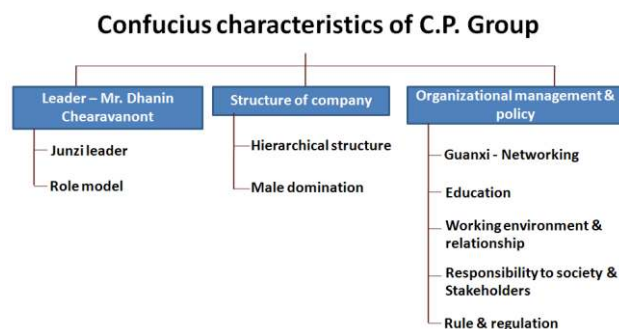 Confucius characteristics of C.P. Group
Leader – Mr. Dhanin
Chearavanont
Junzi leader
Role model
Structure of company
Hierarchical structure
Male domination
Organizational management &
policy
Guanxi - Networking
Education
Working environment &
relationship
Responsibility to society &
Stakeholders
Rule & regulation